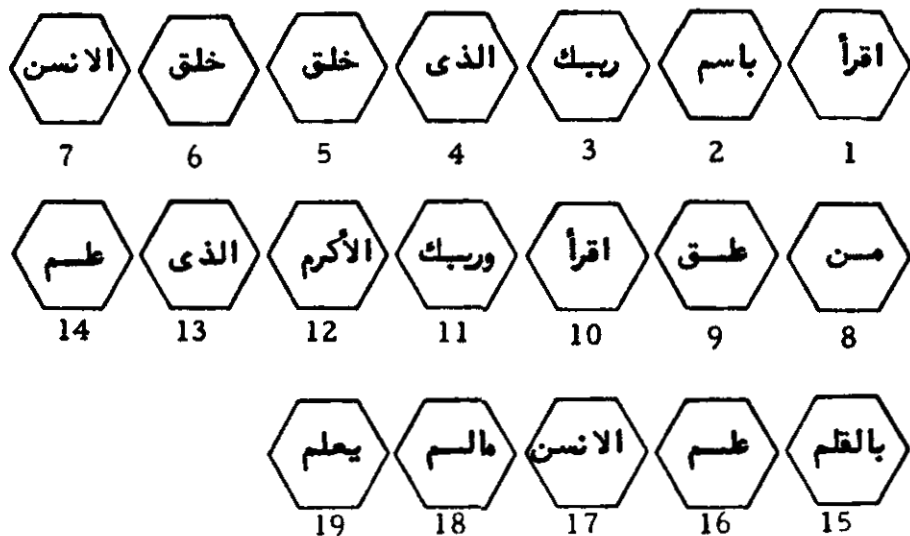 اقرأ باسم ربك الذى خلق خلق الانسن
1 2 3 4 5 6 7
من علق اقرأ وربك الأكرم الذى علم
8 9 10 11 12 13 14
بالقلم علم الانسن مالم يعلم
15 16 17 18 19